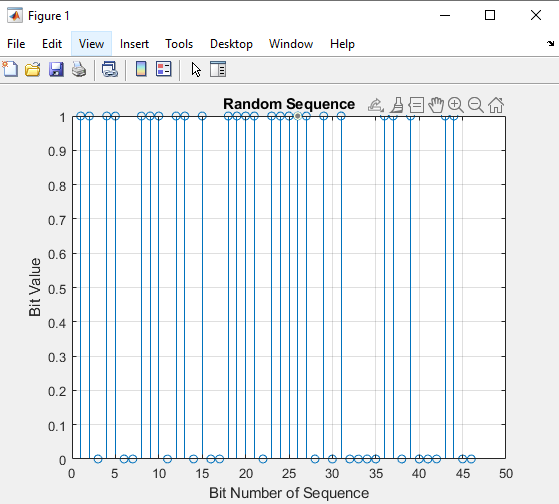 Figure 1
File Edit View Insert Tools Desktop Window Help
Random Sequence
1
0.9
0.8
0.7
0.6
0.5
0.4
0.3
0.2
0.1
0
Bit Value
0 5 10 15 20 25 30 35 40 45 50
Bit Number of Sequence